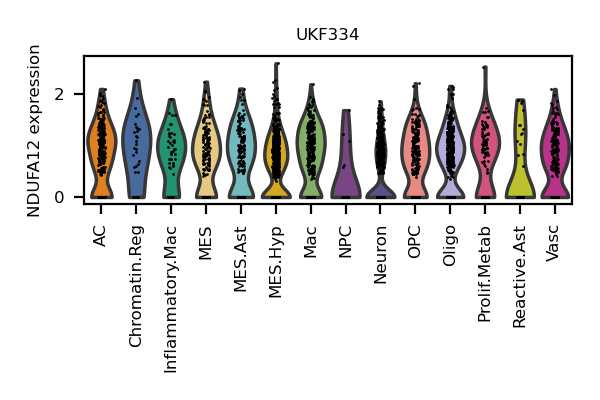 UKF334
NDUFA12 expression
2
0
AC
Chromatin.Reg
Inflammatory.Mac
MES
MES.Ast
MES.Hyp
Mac
NPC
Neuron
OPC
Oligo
Prolif.Metab
Reactive.Ast
Vasc